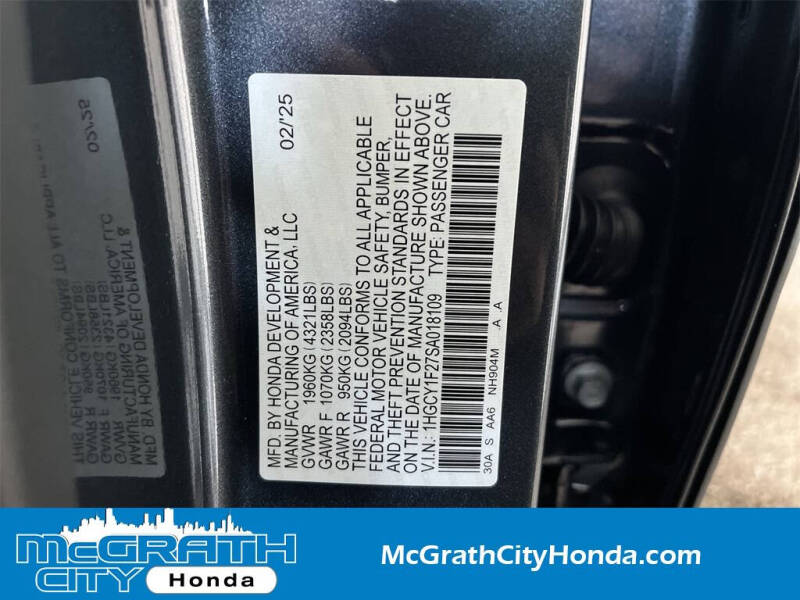 MFD. BY HONDA DEVELOPMENT & 02/'25
MANUFACTURING OF AMERICA, LLC
GVWR 1960KG(4321LBS)
GAWR F 1070KG(2358LBS)
GAWR R 950KG(2094LBS)
THIS VEHICLE CONFORMS TO ALL APPLICABLE
FEDERAL MOTOR VEHICLE SAFETY, BUMPER,
AND THEFT PREVENTION STANDARDS IN EFFECT
ON THE DATE OF MANUFACTURE SHOWN ABOVE.
V.I.N.: 1HGCY1F27SA018109 TYPE: PASSENGER CAR
30A S AA6 NH904M A A
McGRATH
CITY Honda
McGrathCityHonda.com